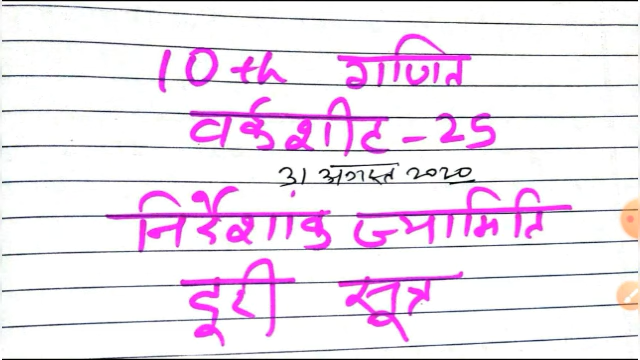 10th गणित
वर्कशीट - 25
31 अगस्त 2020
निर्देशांक ज्यामिति
दूरी सूत्र